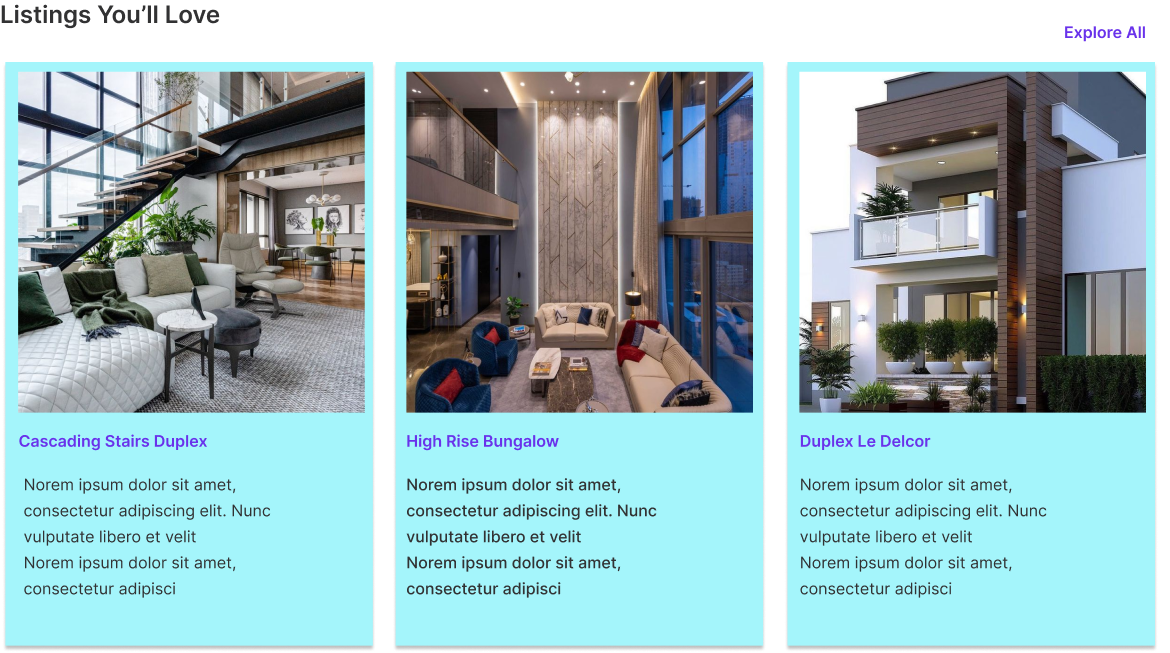 Listings You’ll Love
Explore All
Cascading Stairs Duplex
Norem ipsum dolor sit amet,
consectetur adipiscing elit. Nunc
vulputate libero et velit
Norem ipsum dolor sit amet,
consectetur adipisci
High Rise Bungalow
Norem ipsum dolor sit amet,
consectetur adipiscing elit. Nunc
vulputate libero et velit
Norem ipsum dolor sit amet,
consectetur adipisci
Duplex Le Delcor
Norem ipsum dolor sit amet,
consectetur adipiscing elit. Nunc
vulputate libero et velit
Norem ipsum dolor sit amet,
consectetur adipisci